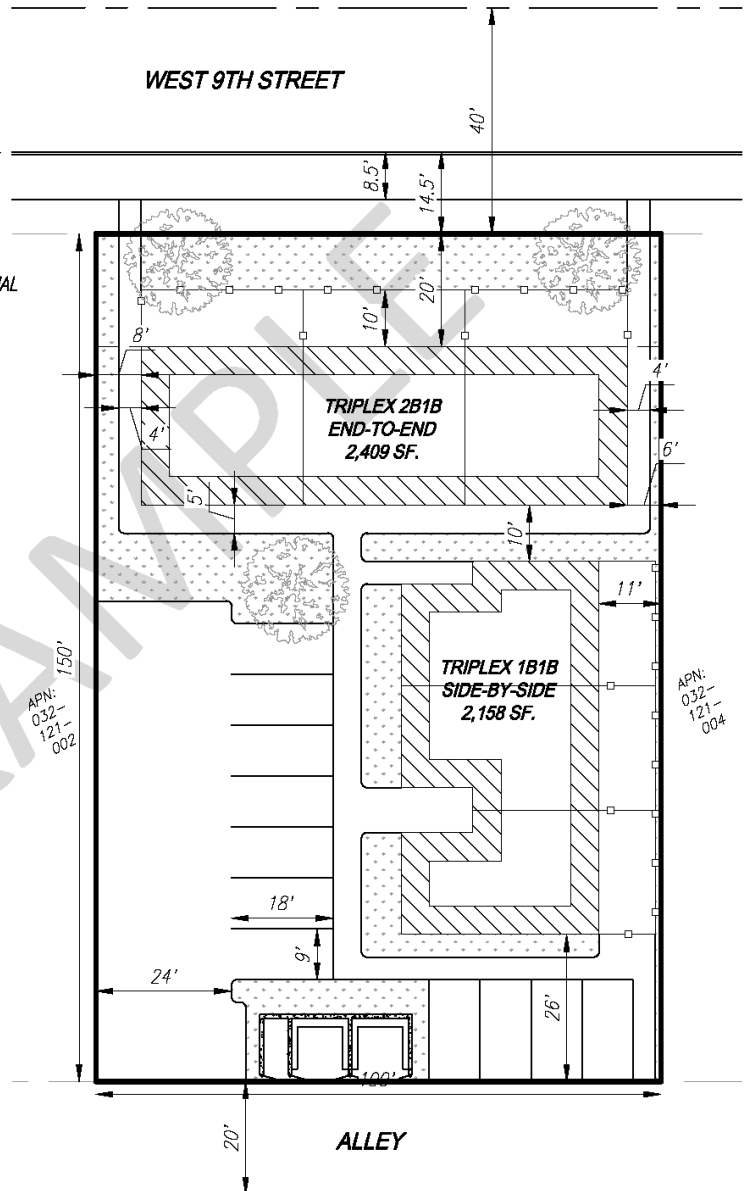 WEST 9TH STREET
40'
8.5'
14.5'
20'
10'
8'
4'
4'
6'
TRIPLEX 2B1B
END-TO-END
2,409 SF.
5'
10'
11'
TRIPLEX 1B1B
SIDE-BY-SIDE
2,158 SF.
150'
APN:
032-
121-
002
APN:
032-
121-
004
18'
9'
24'
26'
100'
20'
ALLEY